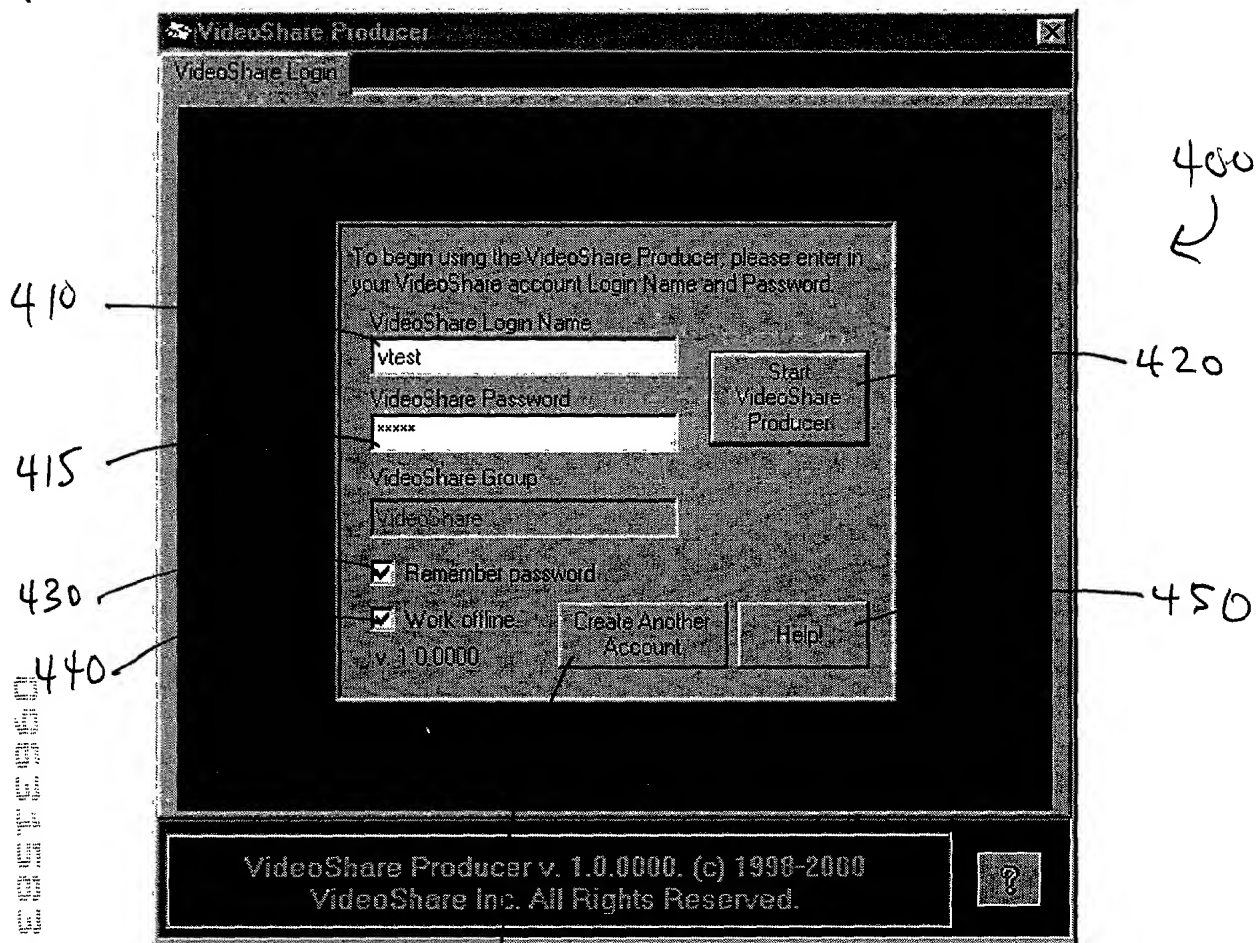 VideoShare Producer
VideoShare Login
400
To begin using the VideoShare Producer, please enter in
your VideoShare account Login Name and Password.
410
VideoShare Login Name
vtest
Start
VideoShare
Producer
420
VideoShare Password
xxxxx
415
VideoShare Group
VideoShare
430
Remember password
440
Work offline
Create Another
Account
Help!
450
v. 1.0.0000
09631583
VideoShare Producer v. 1.0.0000. (c) 1998-2000
VideoShare Inc. All Rights Reserved.
?